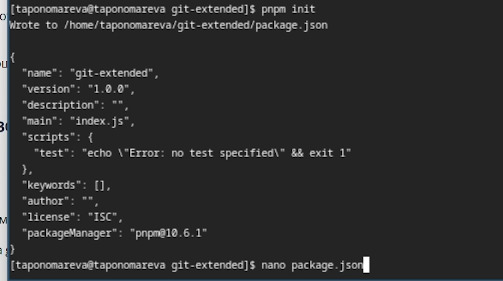 [taponomareva@taponomareva git-extended]$ pnpm init
Wrote to /home/taponomareva/git-extended/package.json
{
  "name": "git-extended",
  "version": "1.0.0",
  "description": "",
  "main": "index.js",
  "scripts": {
    "test": "echo \"Error: no test specified\" && exit 1"
  },
  "keywords": [],
  "author": "",
  "license": "ISC",
  "packageManager": "pnpm@10.6.1"
}
[taponomareva@taponomareva git-extended]$ nano package.json